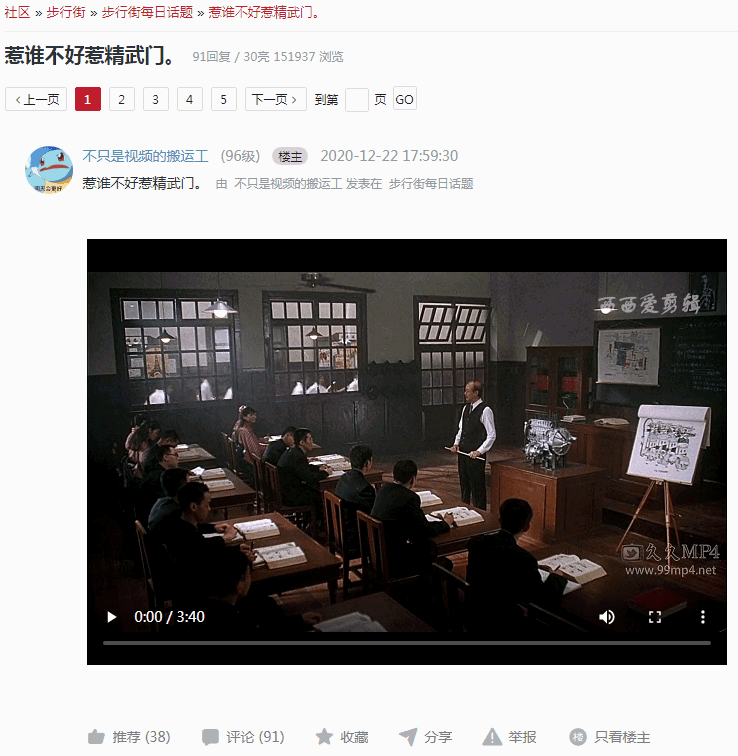 社区 » 步行街 » 步行街每日话题 » 惹谁不好惹精武门。
惹谁不好惹精武门。 91回复 / 30亮 151937 浏览
‹上一页 1 2 3 4 5 下一页› 到第 页 GO
不只是视频的搬运工 (96级) 楼主 2020-12-22 17:59:30
惹谁不好惹精武门。 由 不只是视频的搬运工 发表在 步行街每日话题
西西爱剪辑
久久MP4
www.99mp4.net
0:00 / 3:40
推荐 (38) 评论 (91) 收藏 分享 举报 楼 只看楼主